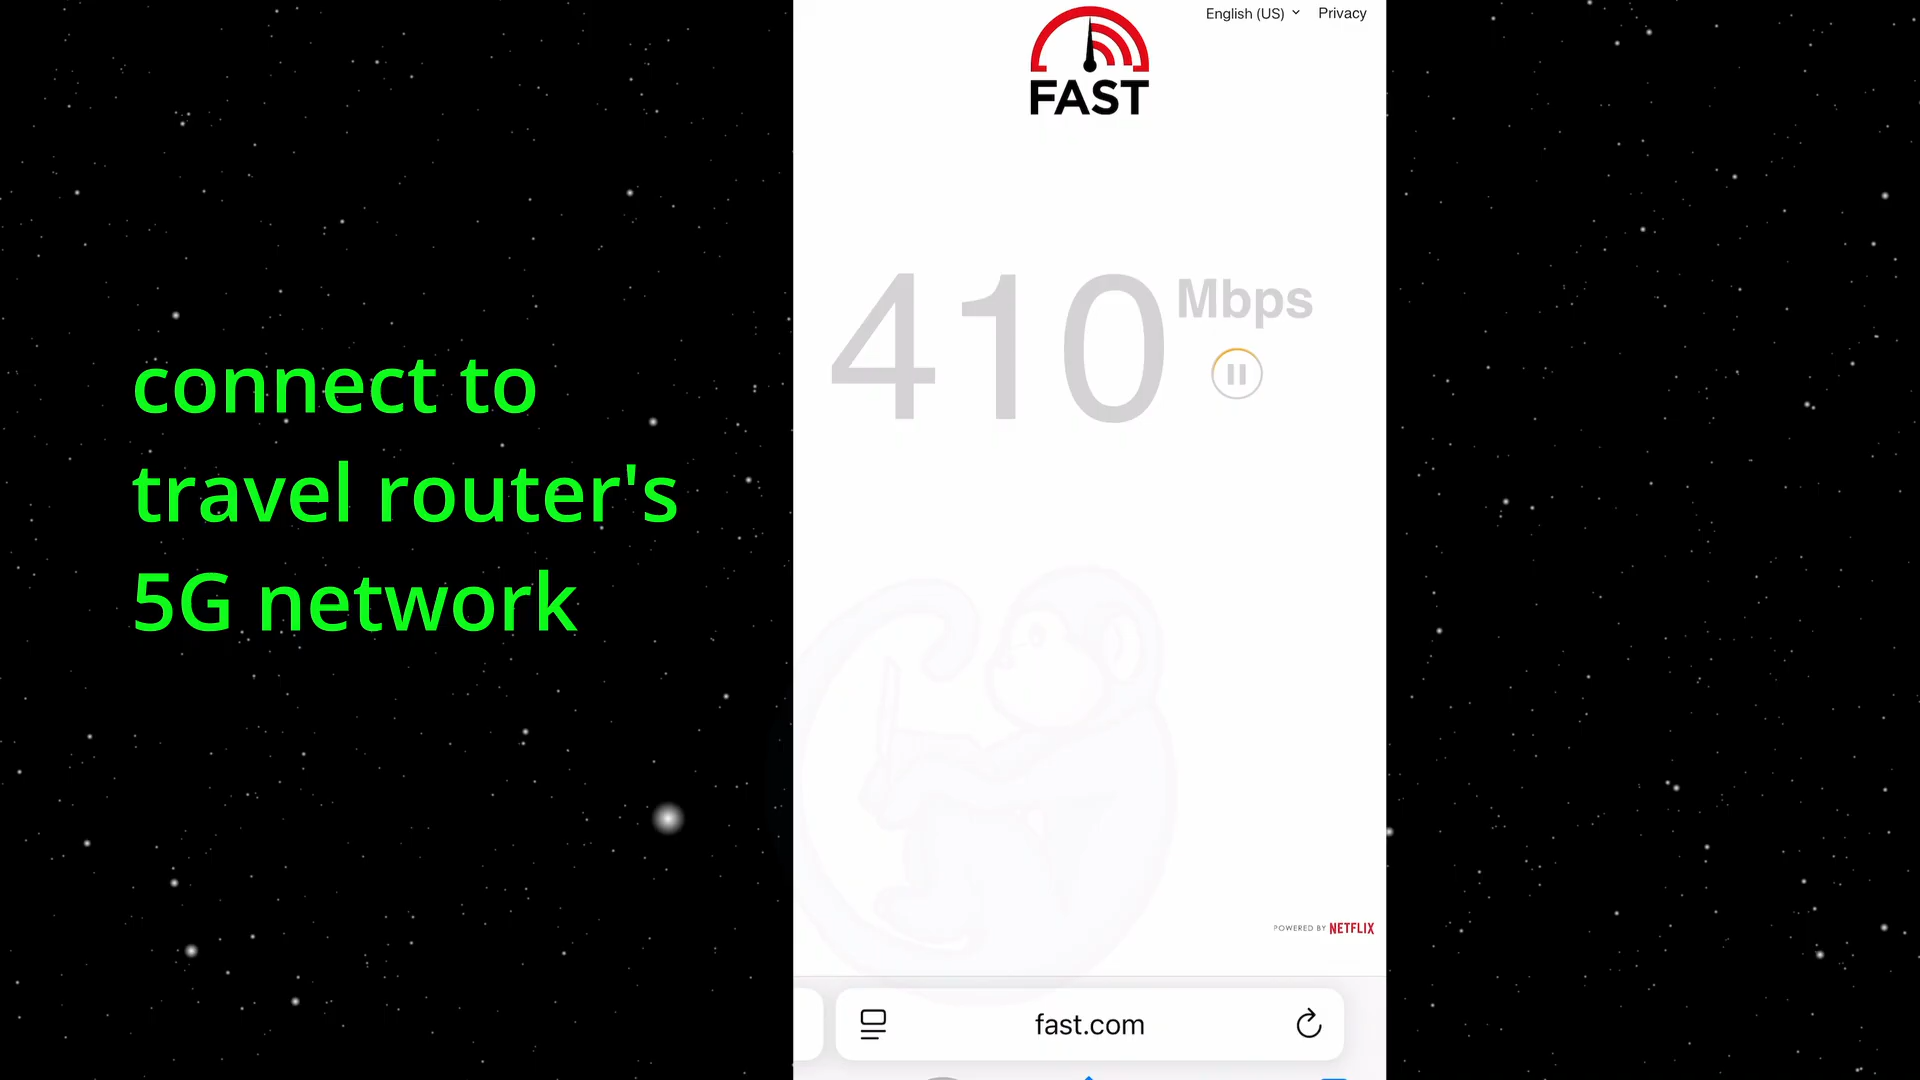 English (US) Privacy
FAST
410 Mbps
connect to
travel router's
5G network
POWERED BY NETFLIX
fast.com